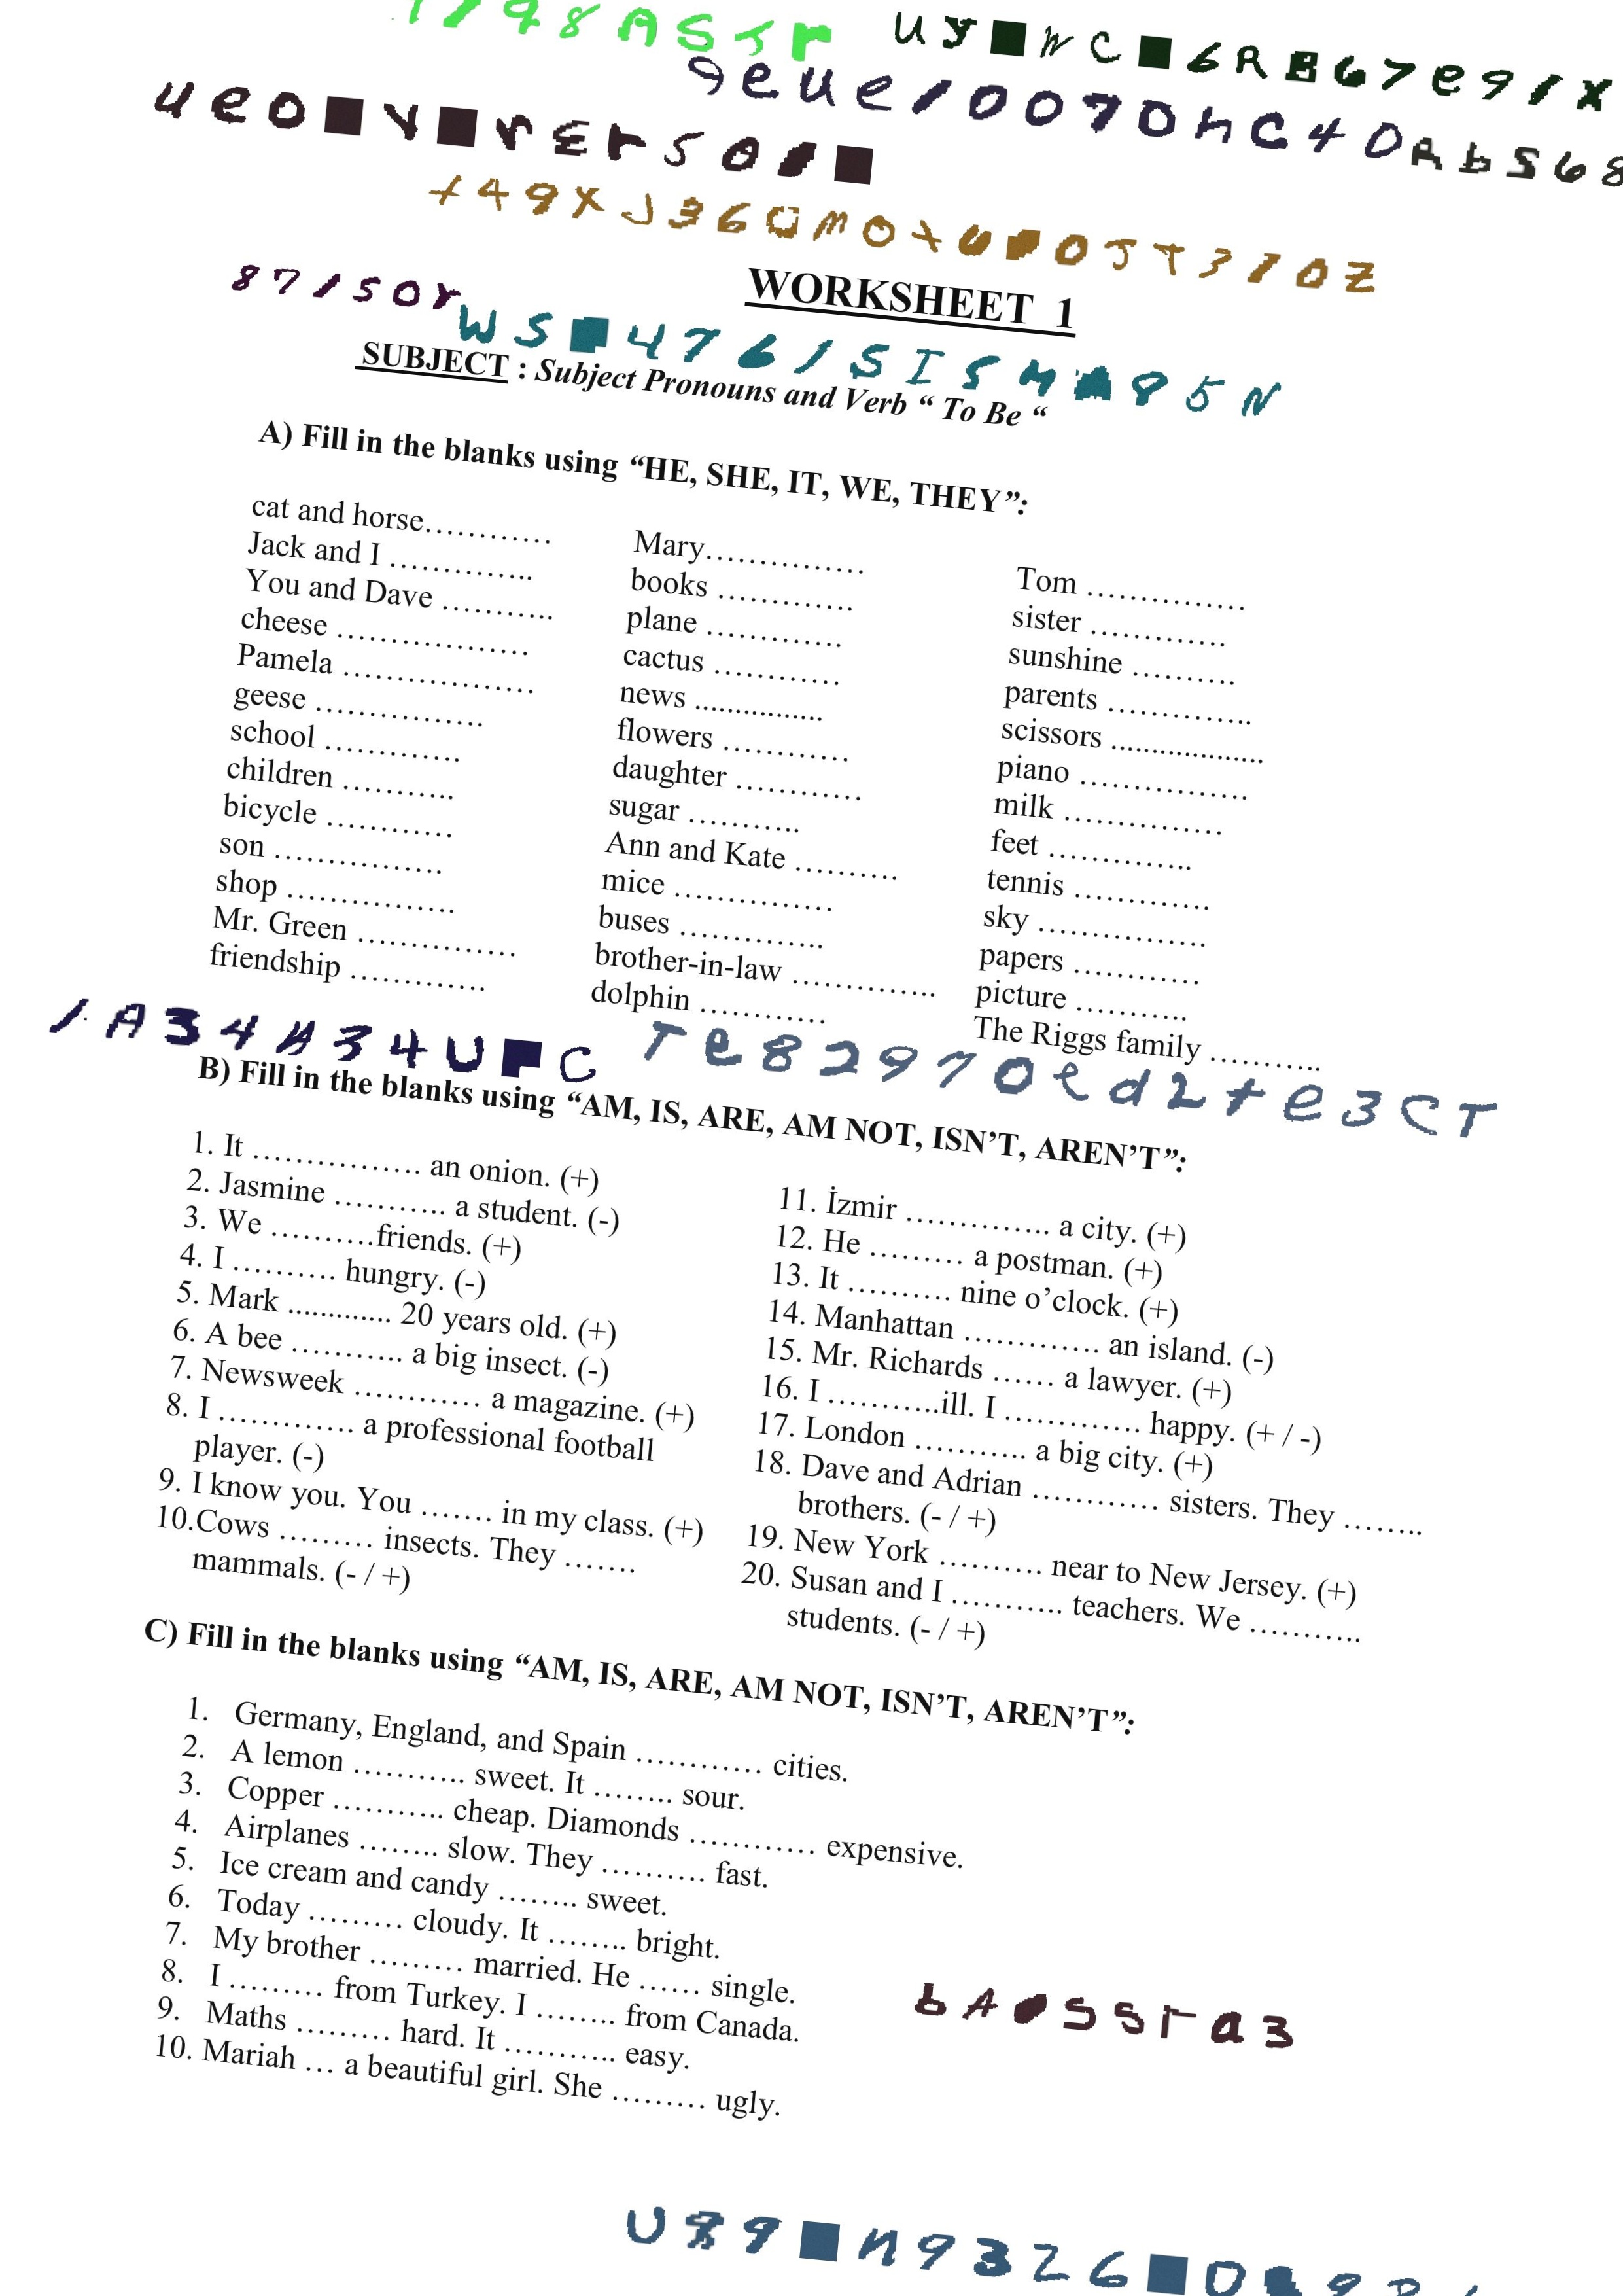 WORKSHEET 1
SUBJECT : Subject Pronouns and Verb “ To Be “
A) Fill in the blanks using “HE, SHE, IT, WE, THEY”:
cat and horse…………
Jack and I …………..
You and Dave ………..
cheese ………………
Pamela ………………
geese …………….
school ………….
children ………..
bicycle …………
son …………….
shop …………….
Mr. Green ……………
friendship ………….
Mary……………
books ………….
plane ………….
cactus …………
news ...............
flowers …………
daughter …………
sugar ………..
Ann and Kate ……….
mice ……………
buses …………..
brother-in-law …………..
dolphin …………
Tom ……………
sister ………….
sunshine ……….
parents …………..
scissors ..................
piano …………….
milk ……………
feet …………..
tennis ………….
sky …………….
papers …………
picture ………..
The Riggs family ………..
B) Fill in the blanks using “AM, IS, ARE, AM NOT, ISN’T, AREN’T”:
1. It ……………. an onion. (+)
2. Jasmine ……….. a student. (-)
3. We ……….friends. (+)
4. I ………. hungry. (-)
5. Mark ............ 20 years old. (+)
6. A bee ……….. a big insect. (-)
7. Newsweek ………… a magazine. (+)
8. I …………. a professional football
player. (-)
9. I know you. You ……. in my class. (+)
10.Cows ……… insects. They …….
mammals. (- / +)
11. İzmir ………….. a city. (+)
12. He ……… a postman. (+)
13. It ………. nine o’clock. (+)
14. Manhattan …………. an island. (-)
15. Mr. Richards …… a lawyer. (+)
16. I ………..ill. I …………. happy. (+ / -)
17. London ……….. a big city. (+)
18. Dave and Adrian ………… sisters. They ……..
brothers. (- / +)
19. New York ………. near to New Jersey. (+)
20. Susan and I ……….. teachers. We ………..
students. (- / +)
C) Fill in the blanks using “AM, IS, ARE, AM NOT, ISN’T, AREN’T”:
1. Germany, England, and Spain ………… cities.
2. A lemon ……….. sweet. It …….. sour.
3. Copper ……….. cheap. Diamonds ………… expensive.
4. Airplanes …….. slow. They ………. fast.
5. Ice cream and candy …….. sweet.
6. Today ……… cloudy. It …….. bright.
7. My brother ……… married. He …… single.
8. I ……… from Turkey. I …….. from Canada.
9. Maths ……… hard. It ……….. easy.
10. Mariah … a beautiful girl. She ……… ugly.